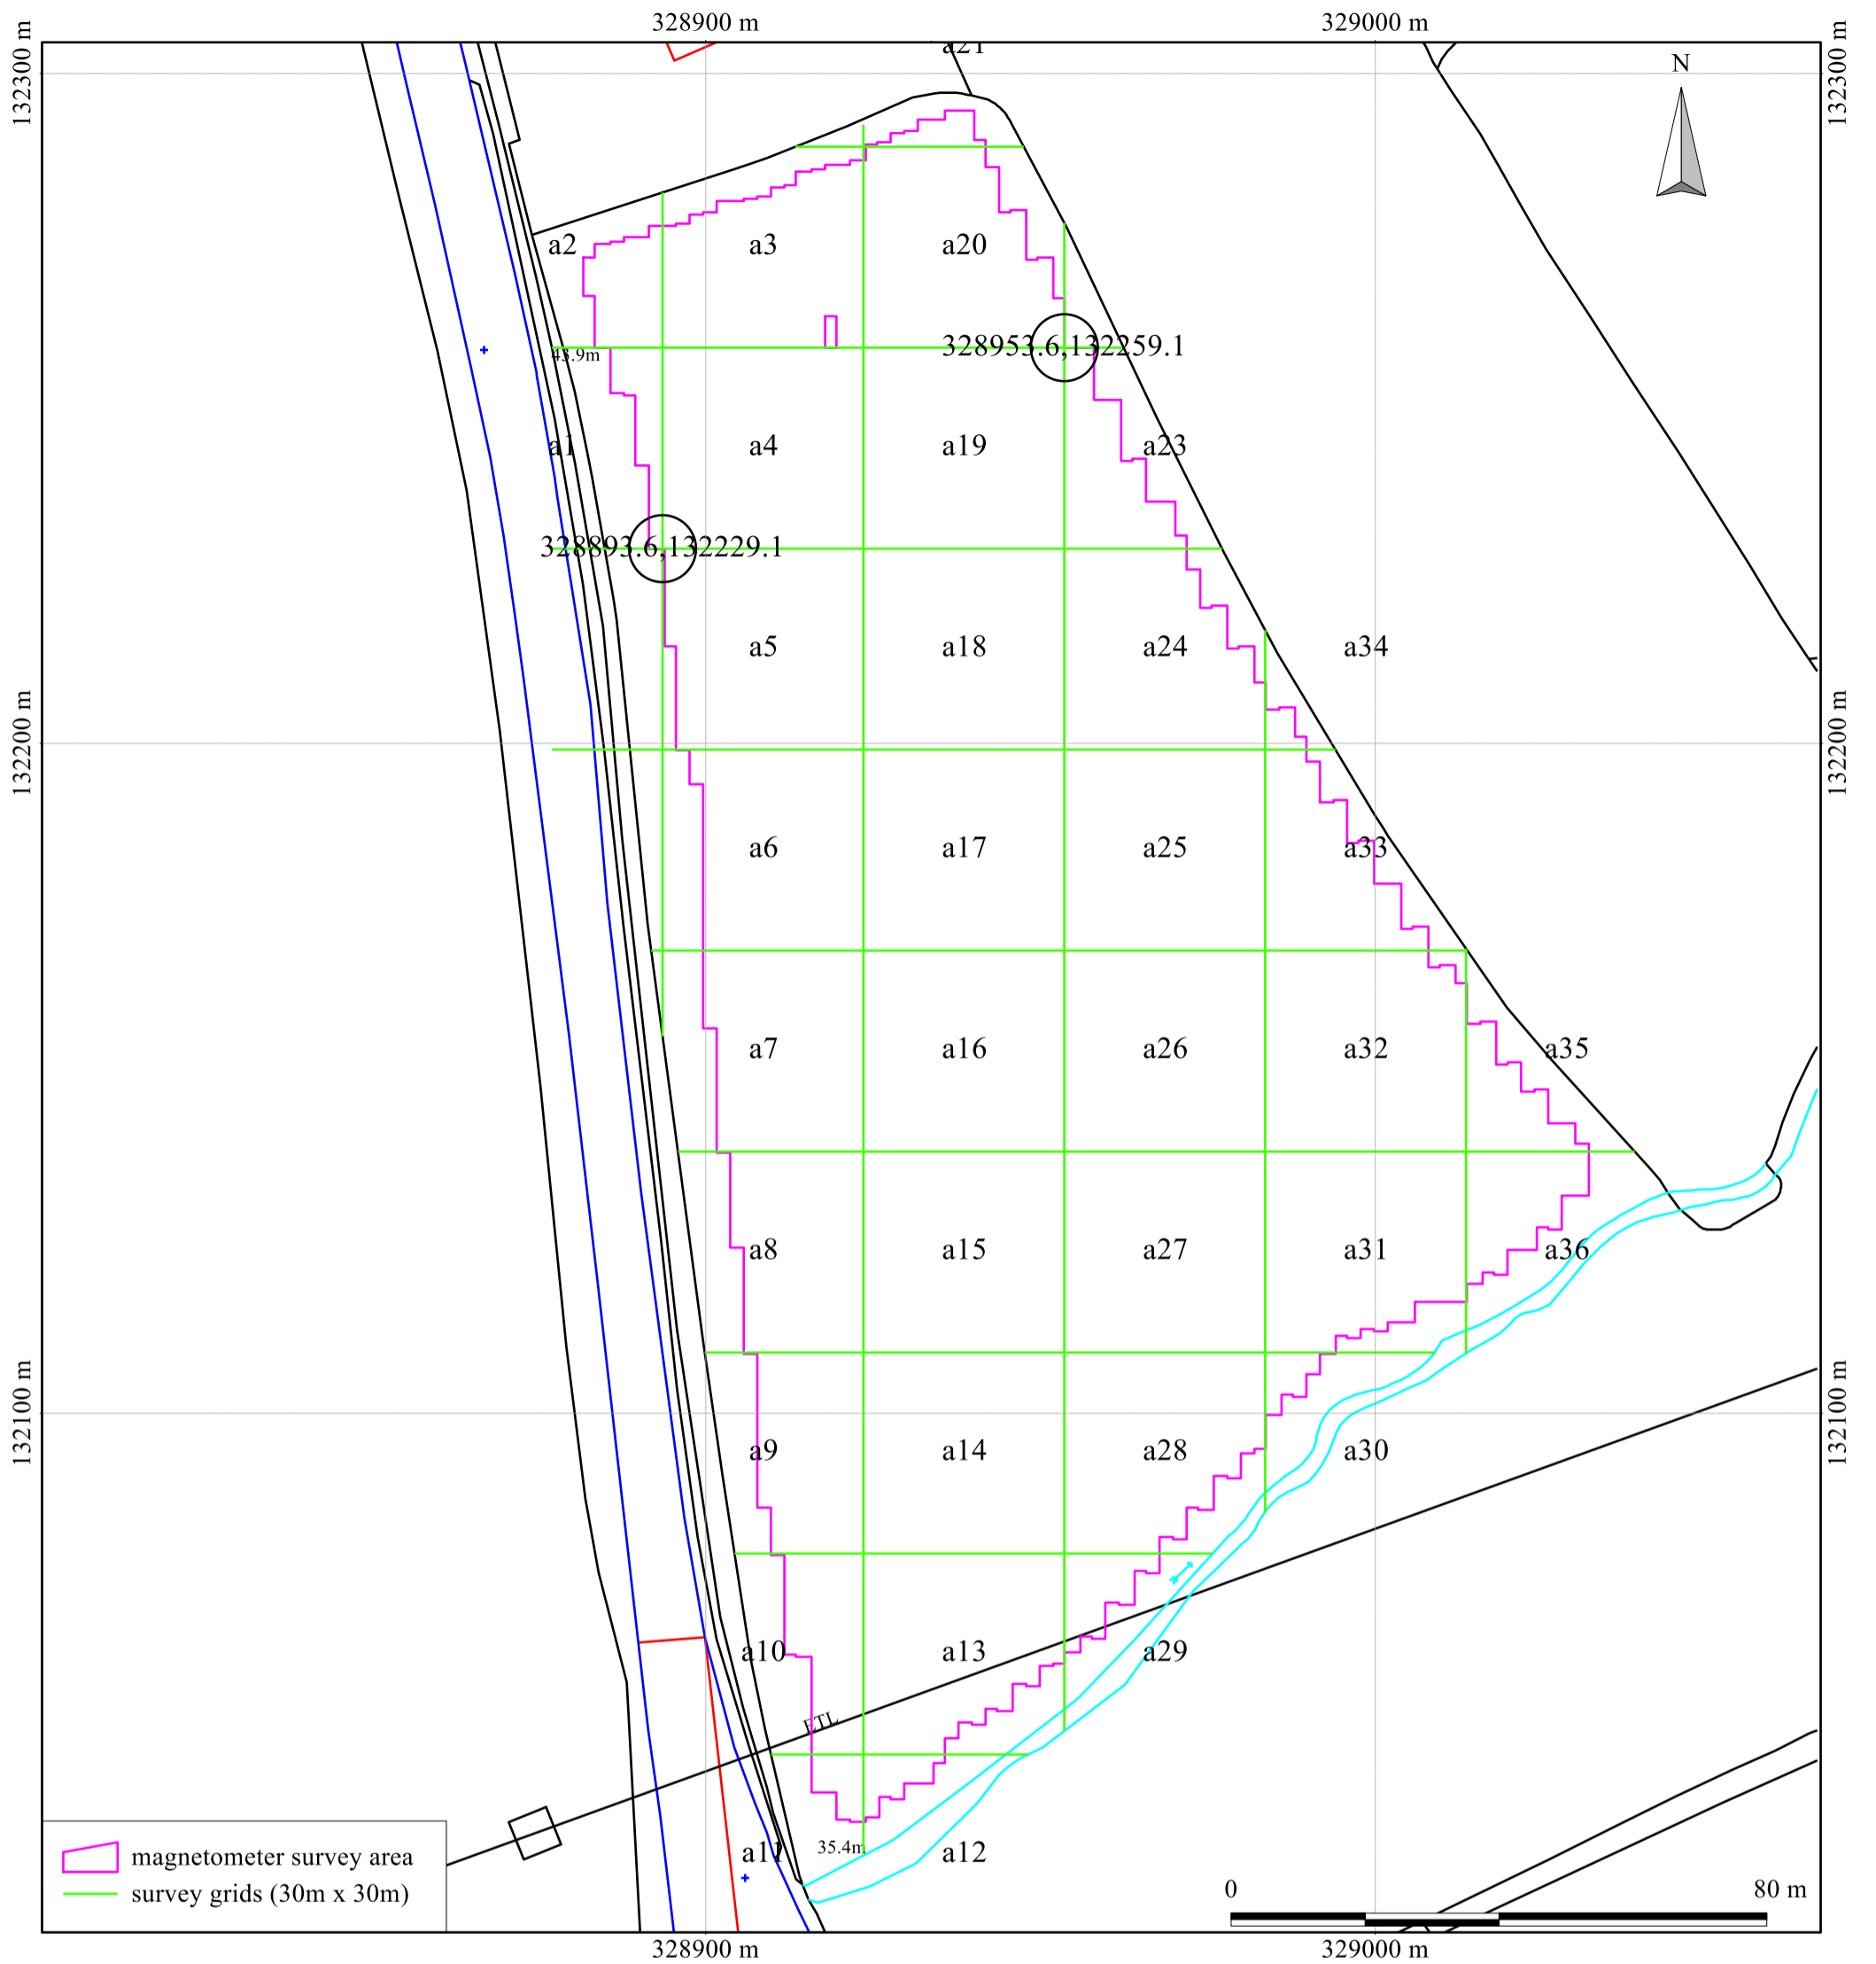 328900 m
329000 m
132300 m
132300 m
a21
N
a2
a3
a20
328953.6,132259.1
43.9m
a1
a4
a19
a23
328893.6,132229.1
a5
a18
a24
a34
132200 m
132200 m
a6
a17
a25
a33
a7
a16
a26
a32
a35
a8
a15
a27
a31
a36
132100 m
132100 m
a9
a14
a28
a30
a10
a13
a29
ETL
a11
35.4m
a12
magnetometer survey area
survey grids (30m x 30m)
0
80 m
328900 m
329000 m